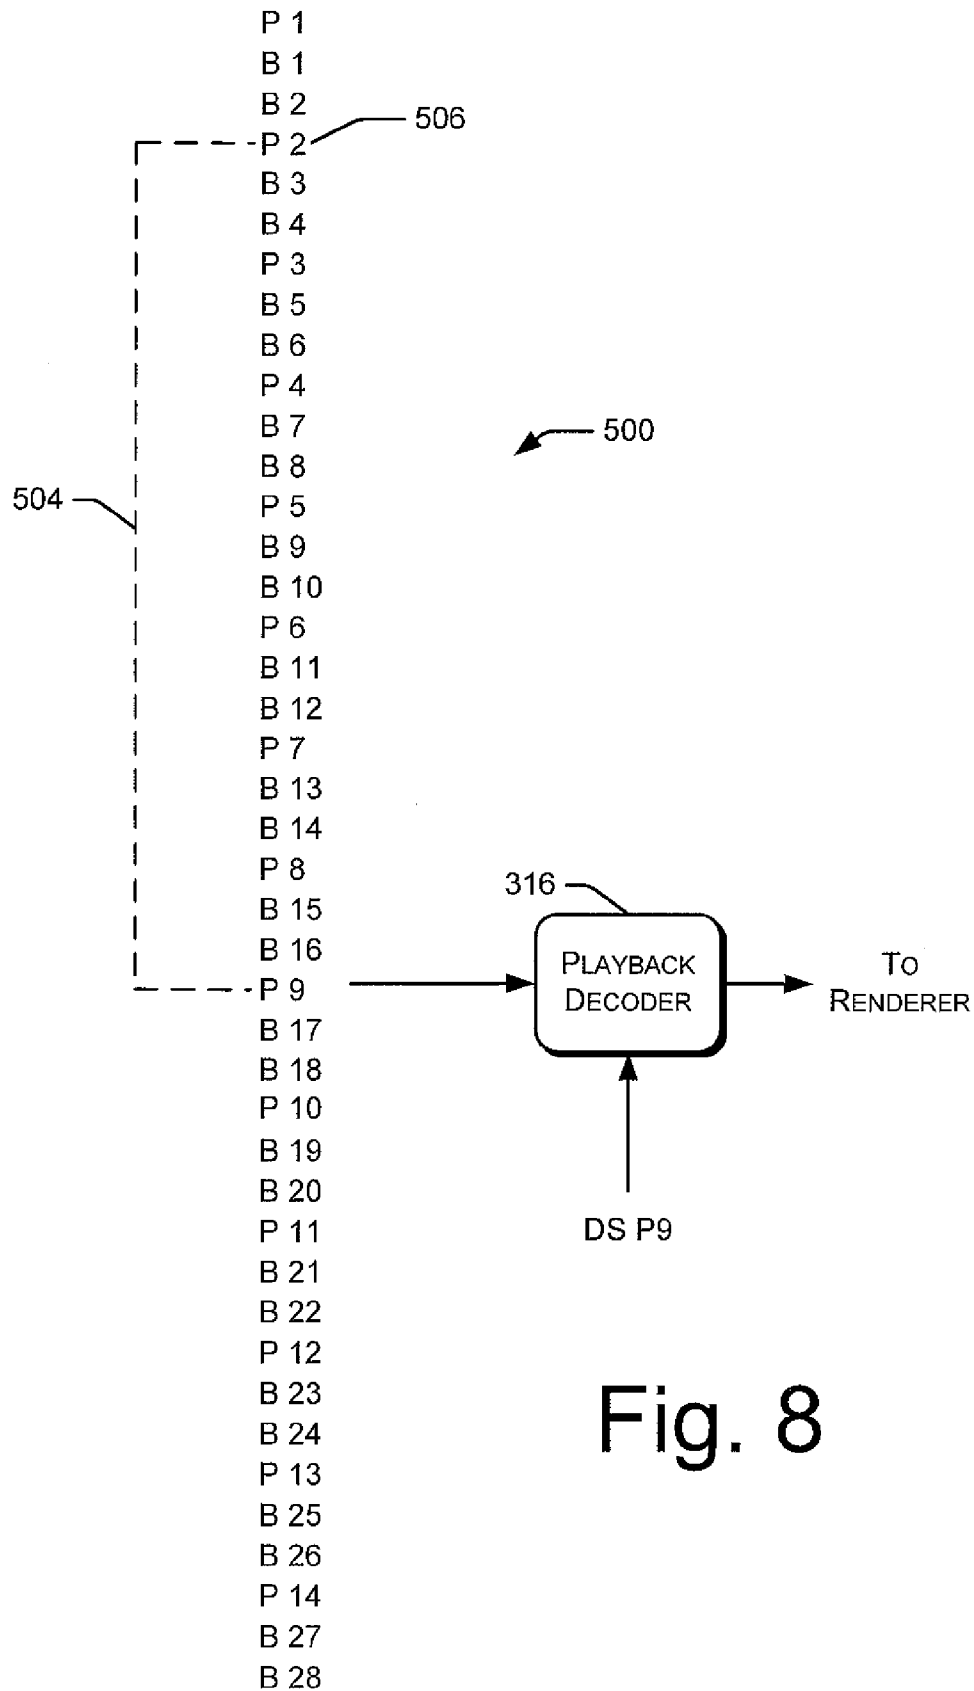 P 1
B 1
B 2
P 2
506
B 3
B 4
P 3
B 5
B 6
P 4
B 7
500
B 8
504
P 5
B 9
B 10
P 6
B 11
B 12
P 7
B 13
B 14
P 8
316
B 15
B 16
PLAYBACK
DECODER
TO
RENDERER
P 9
B 17
B 18
P 10
B 19
B 20
DS P9
P 11
B 21
B 22
P 12
B 23
Fig. 8
B 24
P 13
B 25
B 26
P 14
B 27
B 28